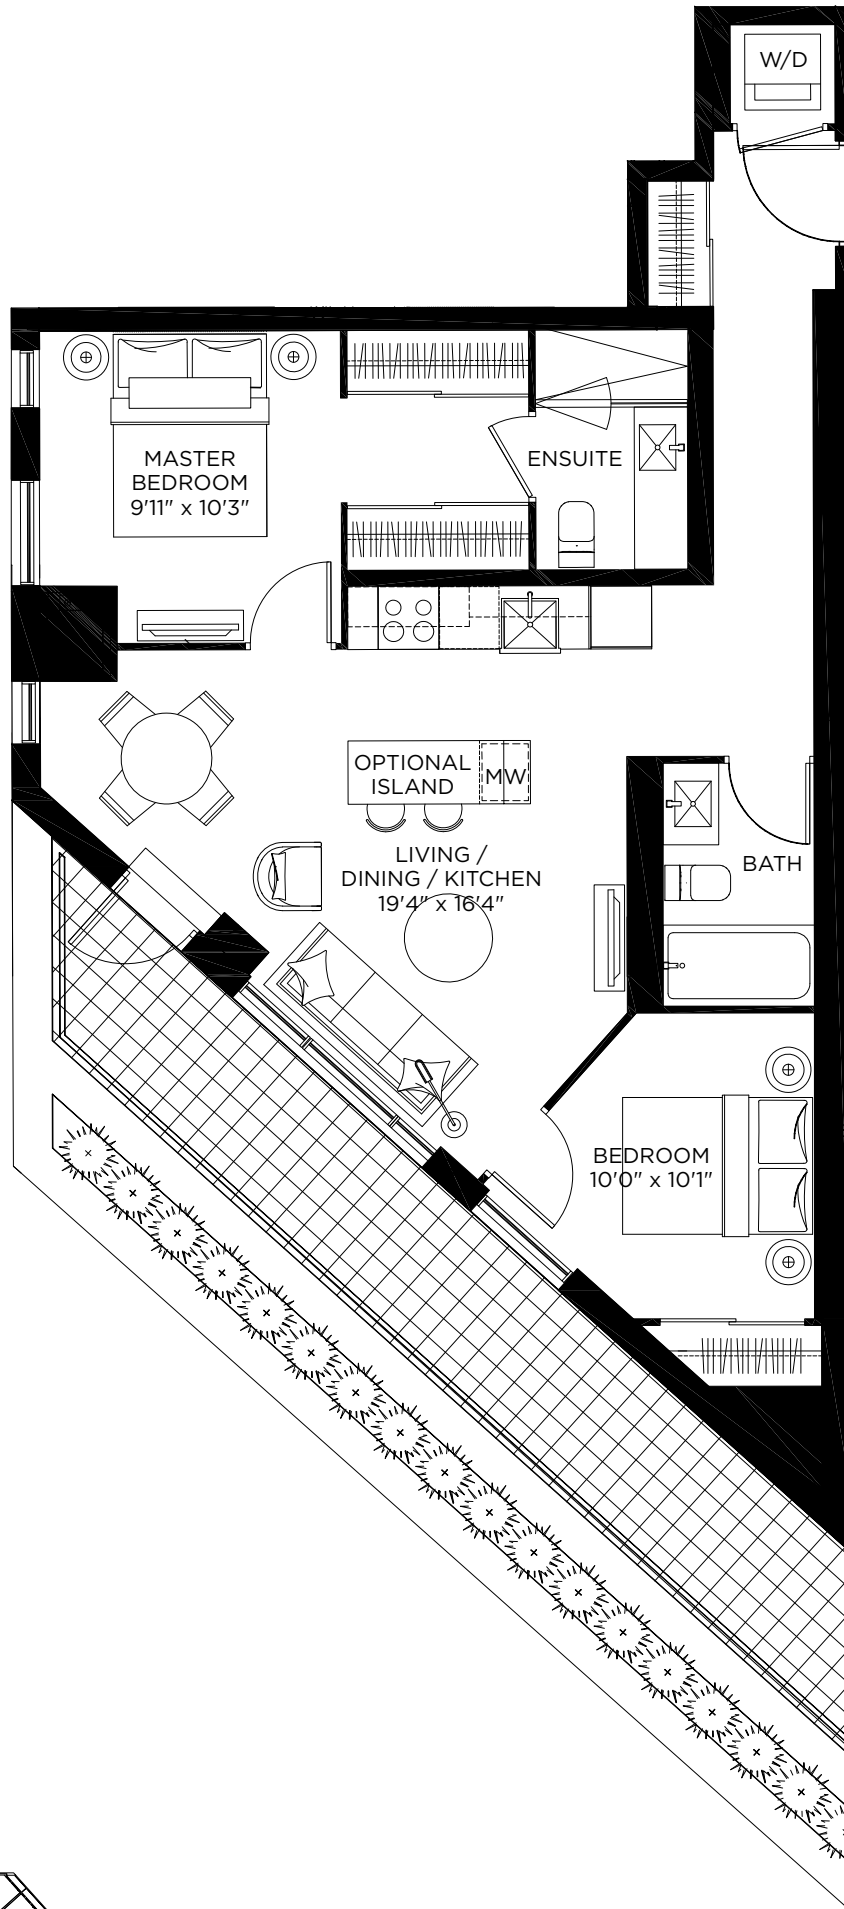 W/D
MASTER
BEDROOM
9'11" x 10'3"
ENSUITE
OPTIONAL
ISLAND
MW
LIVING /
DINING / KITCHEN
19'4" x 16'4"
BATH
BEDROOM
10'0" x 10'1"